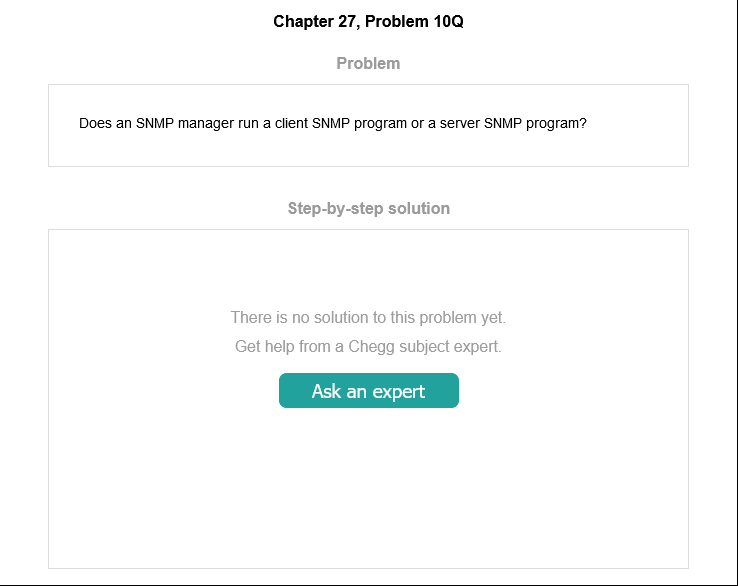 Chapter 27, Problem 10Q
Problem
Does an SNMP manager run a client SNMP program or a server SNMP program?
Step-by-step solution
There is no solution to this problem yet.
Get help from a Chegg subject expert.
Ask an expert